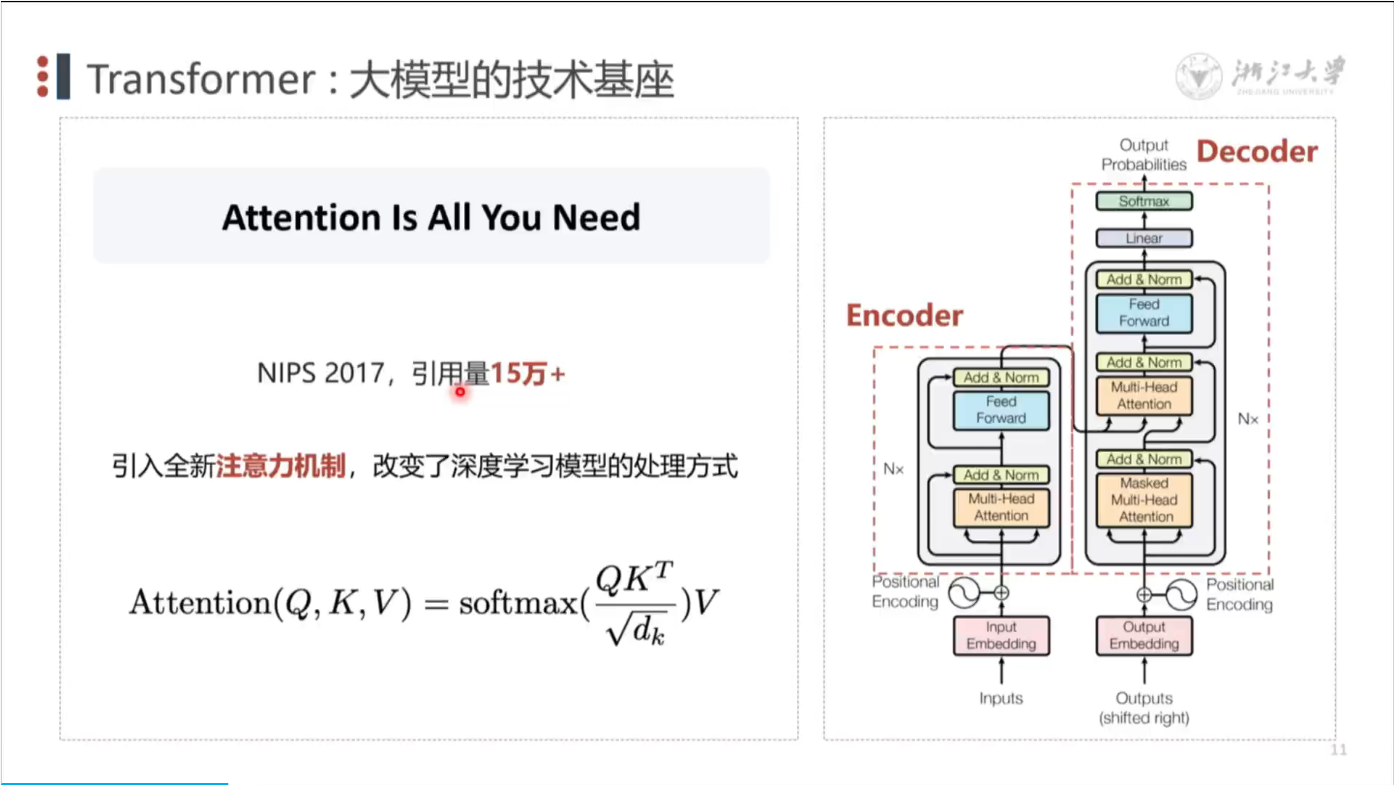 Transformer : 大模型的技术基座
浙江大学
ZHEJIANG UNIVERSITY
Attention Is All You Need
NIPS 2017，引用量15万+
引入全新注意力机制，改变了深度学习模型的处理方式
Attention(Q, K, V) = softmax(QK^T/√d_k)V
Output
Probabilities
Decoder
Softmax
Linear
Add & Norm
Feed
Forward
Add & Norm
Multi-Head
Attention
N×
Add & Norm
Masked
Multi-Head
Attention
Positional
Encoding
Output
Embedding
Outputs
(shifted right)
Encoder
Add & Norm
Feed
Forward
N×
Add & Norm
Multi-Head
Attention
Positional
Encoding
Input
Embedding
Inputs
11